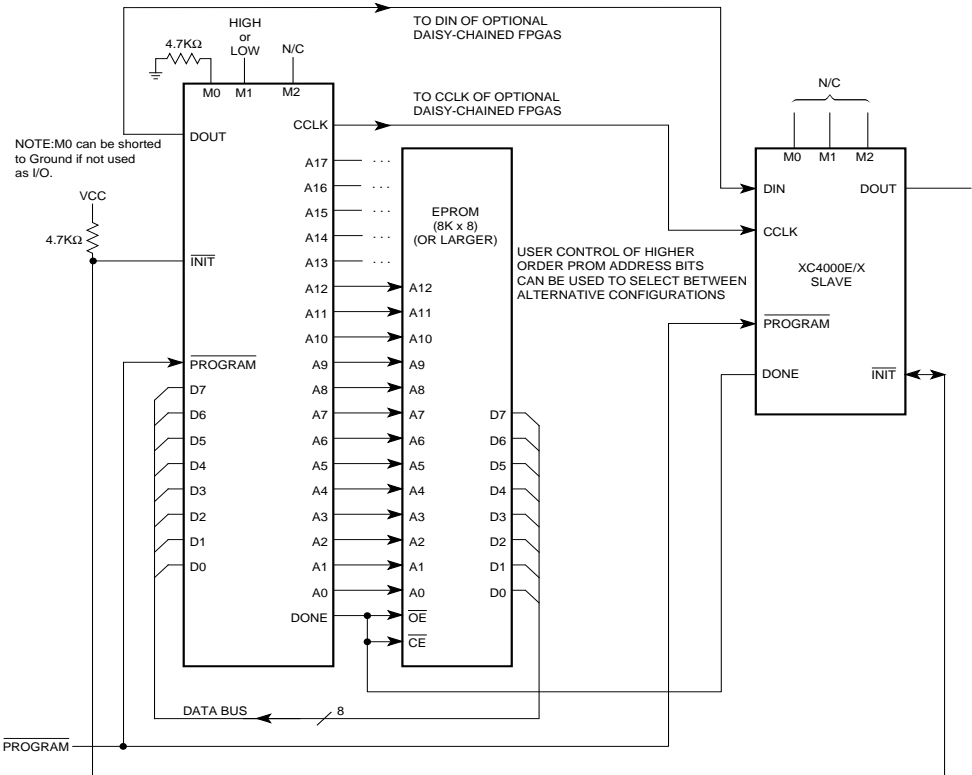 TO DIN OF OPTIONAL
DAISY-CHAINED FPGAS
HIGH
or
LOW
4.7KΩ
N/C
M0
M1
M2
TO CCLK OF OPTIONAL
DAISY-CHAINED FPGAS
N/C
M0
M1
M2
NOTE:M0 can be shorted
to Ground if not used
as I/O.
VCC
4.7KΩ
DOUT
INIT
PROGRAM
D7
D6
D5
D4
D3
D2
D1
D0
CCLK
A17
...
A16
...
A15
...
A14
...
A13
...
A12
A11
A10
A9
A8
A7
A6
A5
A4
A3
A2
A1
A0
DONE
EPROM
(8K x 8)
(OR LARGER)
A12
A11
A10
A9
A8
A7
A6
A5
A4
A3
A2
A1
A0
OE
CE
D7
D6
D5
D4
D3
D2
D1
D0
USER CONTROL OF HIGHER
ORDER PROM ADDRESS BITS
CAN BE USED TO SELECT BETWEEN
ALTERNATIVE CONFIGURATIONS
DIN
DOUT
CCLK
XC4000E/X
SLAVE
PROGRAM
DONE
INIT
DATA BUS
8
PROGRAM